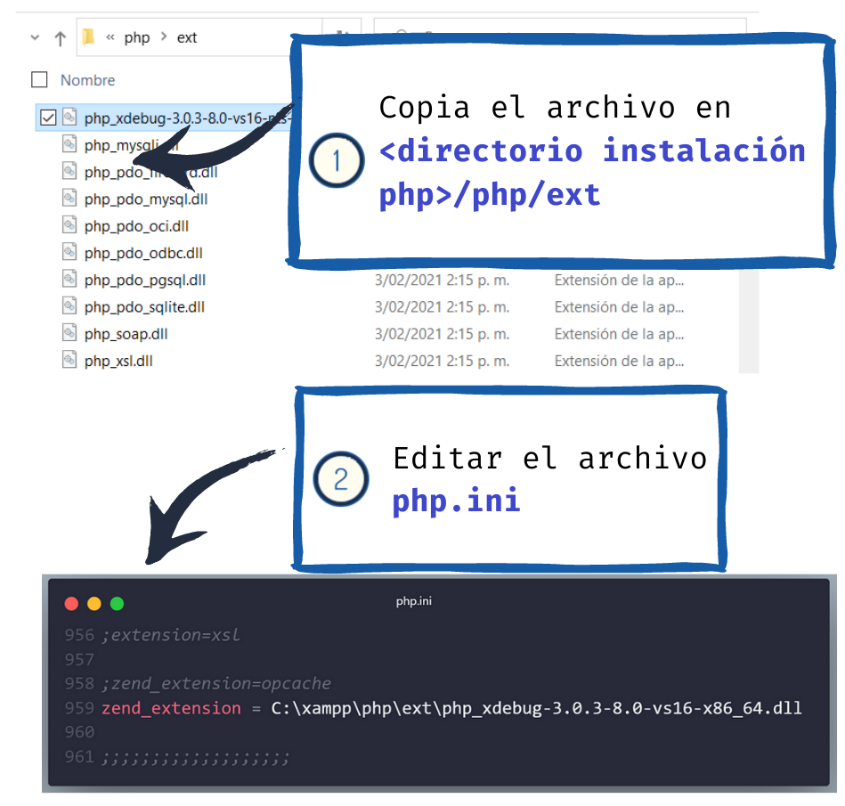 « php > ext
Nombre
php_xdebug-3.0.3-8.0-vs16-nts-
php_mysqli.dll
php_pdo_firebird.dll
php_pdo_mysql.dll
php_pdo_oci.dll
php_pdo_odbc.dll
php_pdo_pgsql.dll 3/02/2021 2:15 p. m. Extensión de la ap...
php_pdo_sqlite.dll 3/02/2021 2:15 p. m. Extensión de la ap...
php_soap.dll 3/02/2021 2:15 p. m. Extensión de la ap...
php_xsl.dll 3/02/2021 2:15 p. m. Extensión de la ap...
1
Copia el archivo en
<directorio instalación
php>/php/ext
2
Editar el archivo
php.ini
php.ini
956 ;extension=xsl
957
958 ;zend_extension=opcache
959 zend_extension = C:\xampp\php\ext\php_xdebug-3.0.3-8.0-vs16-x86_64.dll
960
961 ;;;;;;;;;;;;;;;;;;;